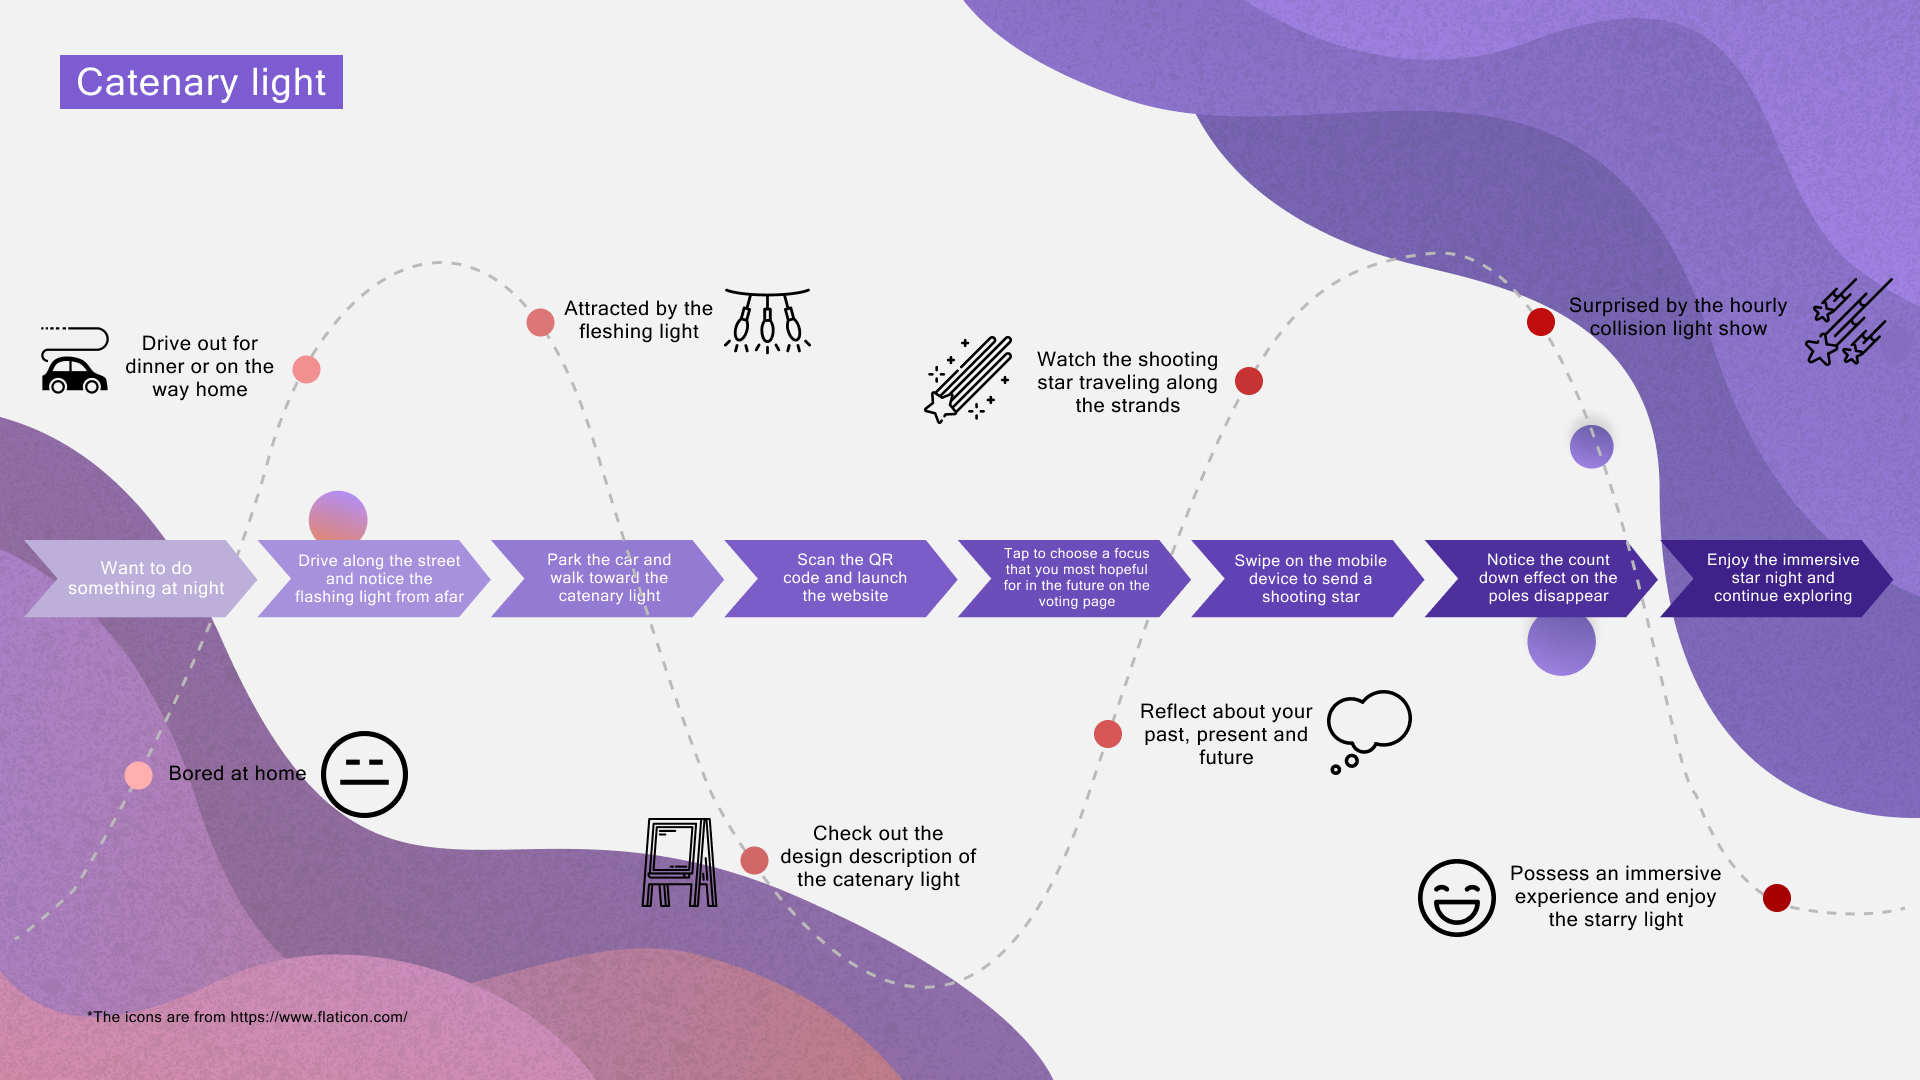 Catenary light
Drive out for
dinner or on the
way home
Attracted by the
fleshing light
Watch the shooting
star traveling along
the strands
Surprised by the hourly
collision light show
Want to do
something at night
Drive along the street
and notice the
flashing light from afar
Park the car and
walk toward the
catenary light
Scan the QR
code and launch
the website
Tap to choose a focus
that you most hopeful
for in the future on the
voting page
Swipe on the mobile
device to send a
shooting star
Notice the count
down effect on the
poles disappear
Enjoy the immersive
star night and
continue exploring
Bored at home
Check out the
design description of
the catenary light
Reflect about your
past, present and
future
Possess an immersive
experience and enjoy
the starry light
*The icons are from https://www.flaticon.com/